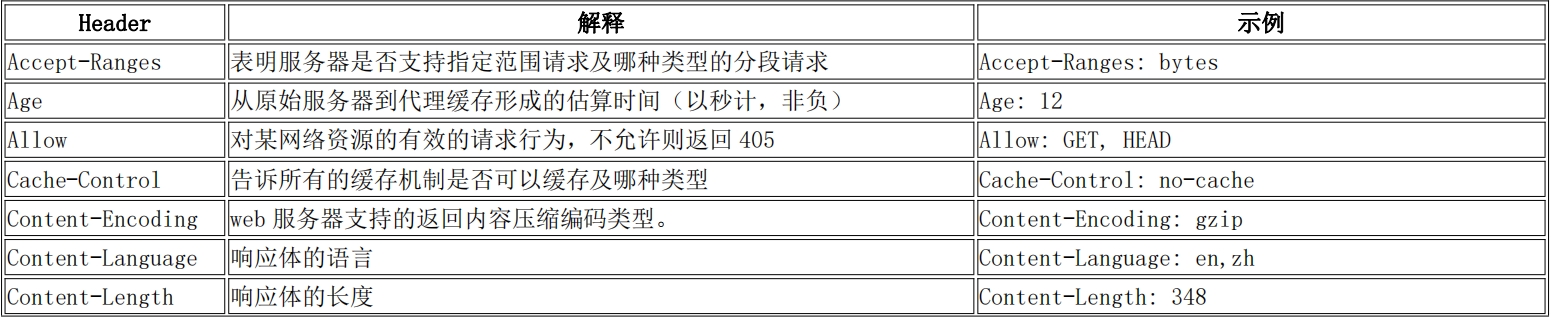 Header 解释 示例
Accept-Ranges 表明服务器是否支持指定范围请求及哪种类型的分段请求 Accept-Ranges: bytes
Age 从原始服务器到代理缓存形成的估算时间（以秒计，非负） Age: 12
Allow 对某网络资源的有效的请求行为，不允许则返回 405 Allow: GET, HEAD
Cache-Control 告诉所有的缓存机制是否可以缓存及哪种类型 Cache-Control: no-cache
Content-Encoding web 服务器支持的返回内容压缩编码类型。 Content-Encoding: gzip
Content-Language 响应体的语言 Content-Language: en,zh
Content-Length 响应体的长度 Content-Length: 348